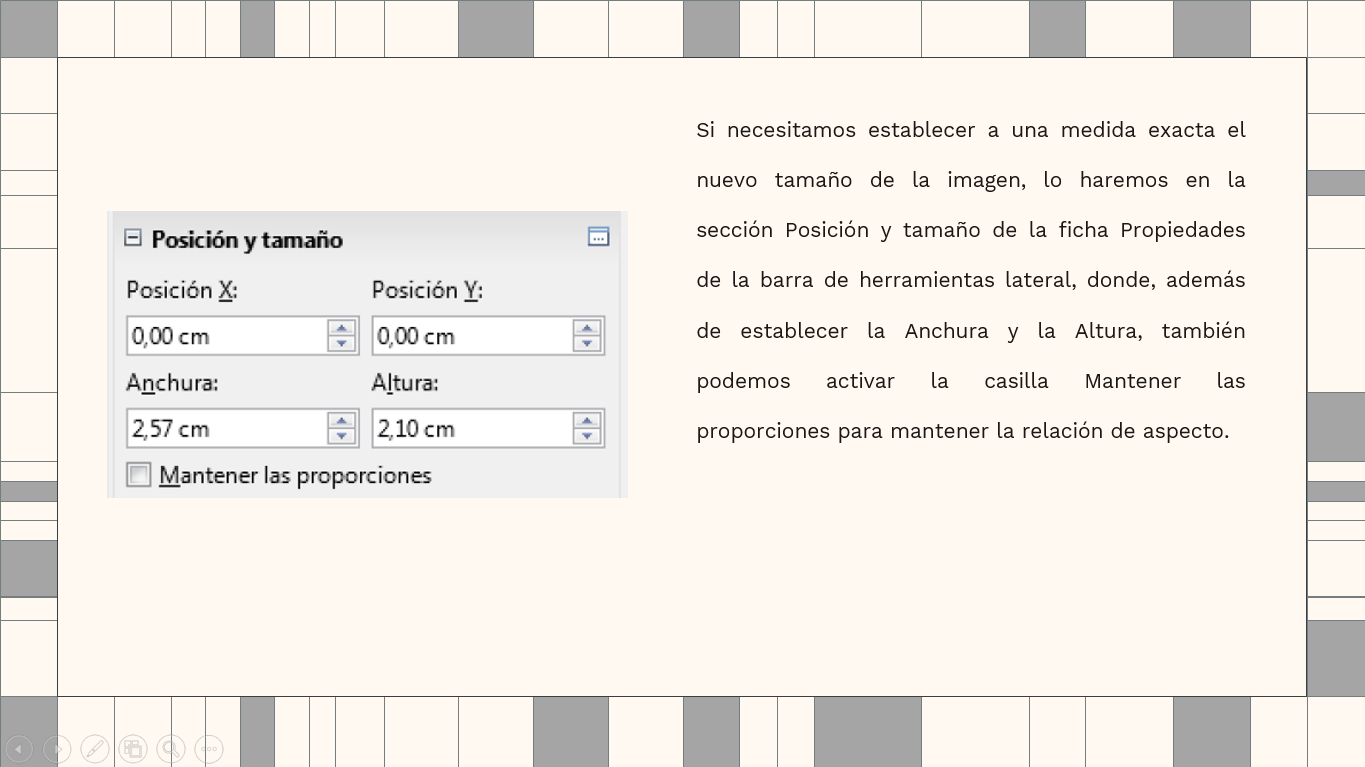 Posición y tamaño
Posición X: Posición Y:
0,00 cm 0,00 cm
Anchura: Altura:
2,57 cm 2,10 cm
Mantener las proporciones
Si necesitamos establecer a una medida exacta el
nuevo tamaño de la imagen, lo haremos en la
sección Posición y tamaño de la ficha Propiedades
de la barra de herramientas lateral, donde, además
de establecer la Anchura y la Altura, también
podemos activar la casilla Mantener las
proporciones para mantener la relación de aspecto.